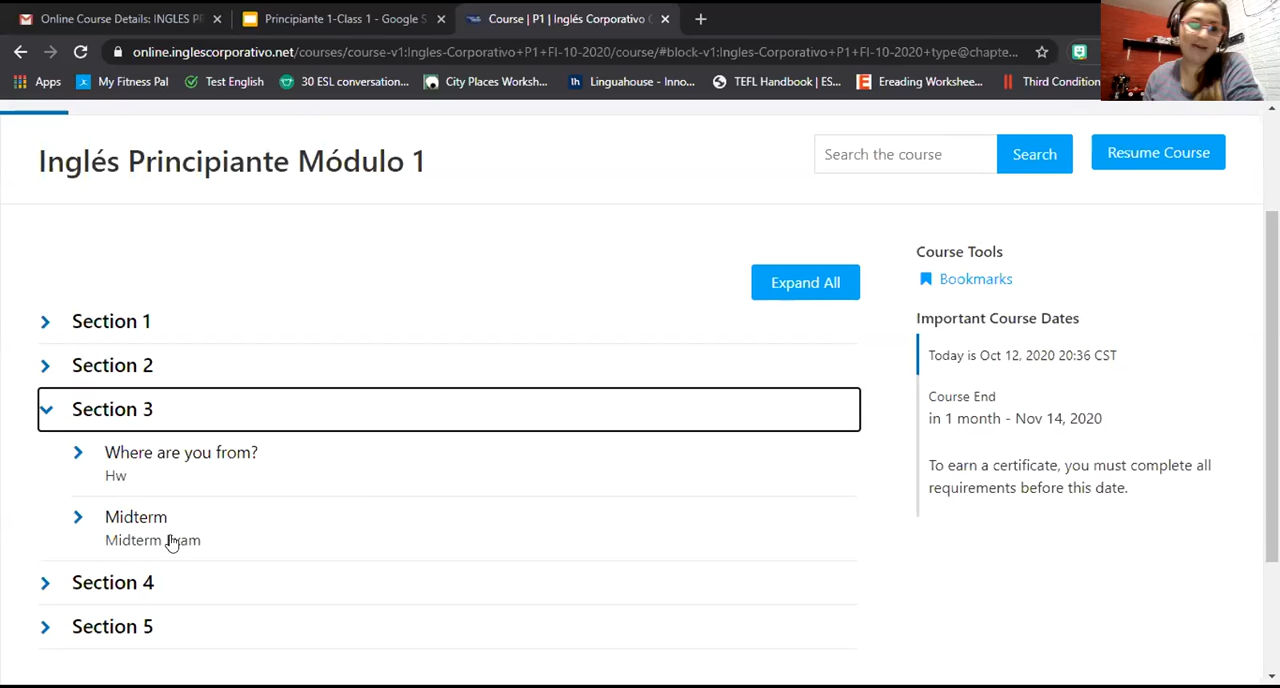 Online Course Details: INGLES PR
Principiante 1-Class 1 - Google S
Course | P1 | Inglés Corporativo C
online.inglescorporativo.net/courses/course-v1:Ingles-Corporativo+P1+FI-10-2020/course/#block-v1:Ingles-Corporativo+P1+FI-10-2020+type@chapte...
Apps
My Fitness Pal
Test English
30 ESL conversation...
City Places Worksh...
Linguahouse - Inno...
TEFL Handbook | ES...
Ereading Workshee...
Third Condition
Inglés Principiante Módulo 1
Search the course
Search
Resume Course
Expand All
Section 1
Section 2
Section 3
Where are you from?
Hw
Midterm
Midterm Exam
Section 4
Section 5
Course Tools
Bookmarks
Important Course Dates
Today is Oct 12, 2020 20:36 CST
Course End
in 1 month - Nov 14, 2020
To earn a certificate, you must complete all
requirements before this date.